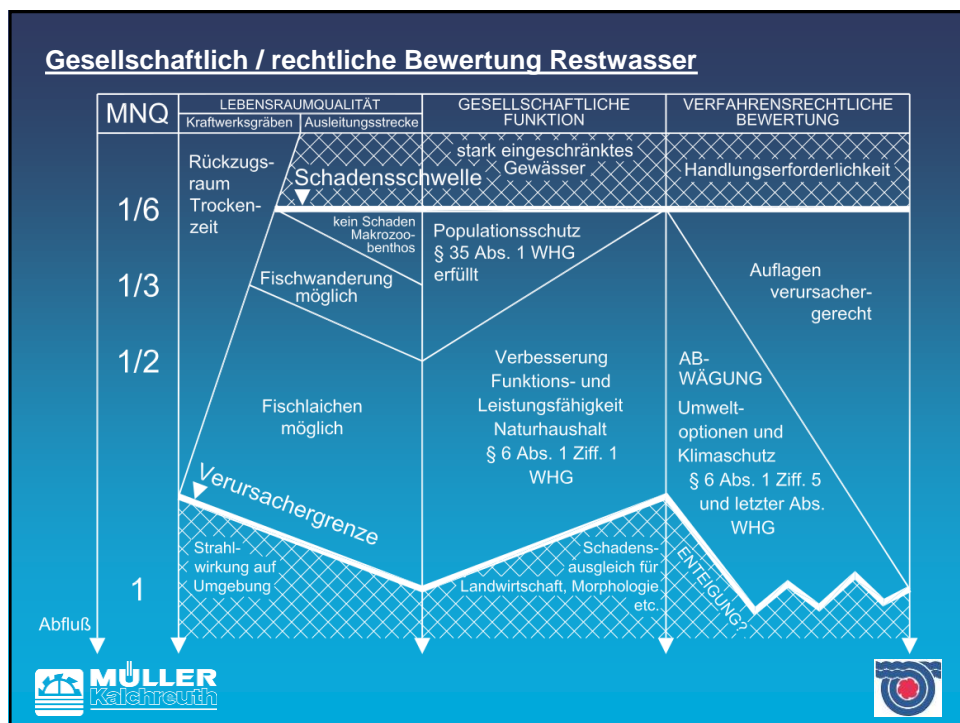 Gesellschaftlich / rechtliche Bewertung Restwasser
MNQ
LEBENSRAUMQUALITÄT
Kraftwerksgräben
Ausleitungsstrecke
GESELLSCHAFTLICHE
FUNKTION
VERFAHRENSRECHTLICHE
BEWERTUNG
1/6
1/3
1/2
1
Abfluß
Rückzugs-
raum
Trocken-
zeit
Schadensschwelle
kein Schaden
Makrozoo-
benthos
Fischwanderung
möglich
Fischlaichen
möglich
Verursachergrenze
Strahl-
wirkung auf
Umgebung
stark eingeschränktes
Gewässer
Populationsschutz
§ 35 Abs. 1 WHG
erfüllt
Verbesserung
Funktions- und
Leistungsfähigkeit
Naturhaushalt
§ 6 Abs. 1 Ziff. 1
WHG
Schadens-
ausgleich für
Landwirtschaft, Morphologie
etc.
Handlungserforderlichkeit
Auflagen
verursacher-
gerecht
AB-
WÄGUNG
Umwelt-
optionen und
Klimaschutz
§ 6 Abs. 1 Ziff. 5
und letzter Abs.
WHG
ENTEIGUNG?
MÜLLER
Kalchreuth